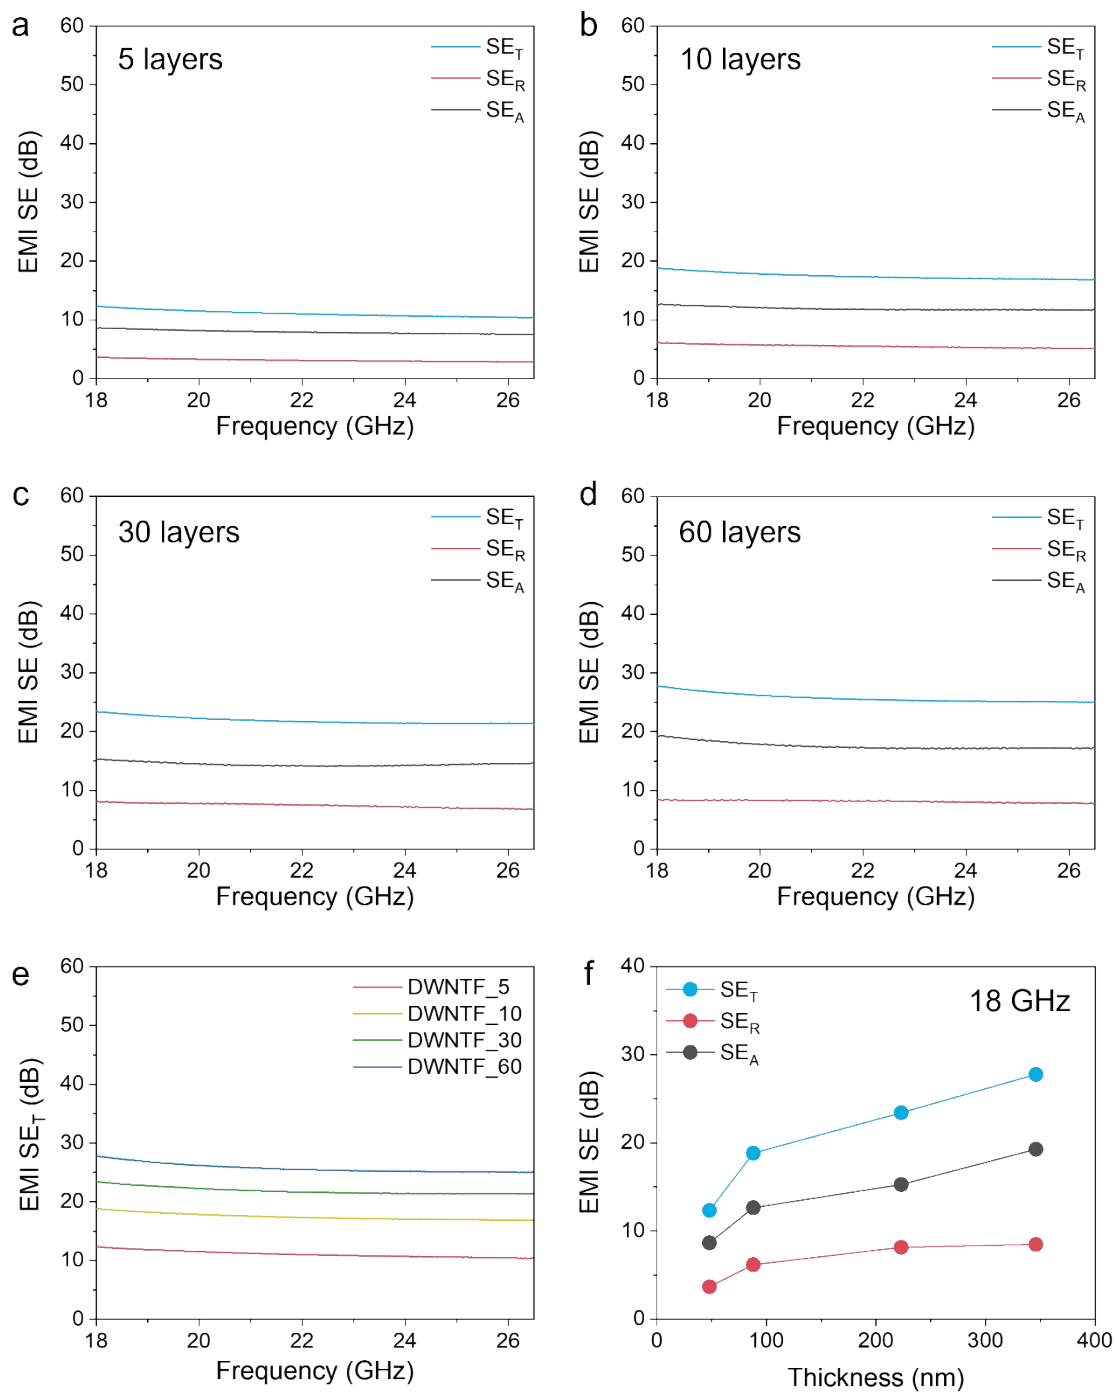 a
60
50
40
30
20
10
0
EMI SE (dB)
5 layers
SE_T
SE_R
SE_A
18 20 22 24 26
Frequency (GHz)
b
60
50
40
30
20
10
0
EMI SE (dB)
10 layers
SE_T
SE_R
SE_A
18 20 22 24 26
Frequency (GHz)
c
60
50
40
30
20
10
0
EMI SE (dB)
30 layers
SE_T
SE_R
SE_A
18 20 22 24 26
Frequency (GHz)
d
60
50
40
30
20
10
0
EMI SE (dB)
60 layers
SE_T
SE_R
SE_A
18 20 22 24 26
Frequency (GHz)
e
60
50
40
30
20
10
0
EMI SE_T (dB)
DWNTF_5
DWNTF_10
DWNTF_30
DWNTF_60
18 20 22 24 26
Frequency (GHz)
f
40
30
20
10
0
EMI SE (dB)
SE_T
SE_R
SE_A
18 GHz
0 100 200 300 400
Thickness (nm)